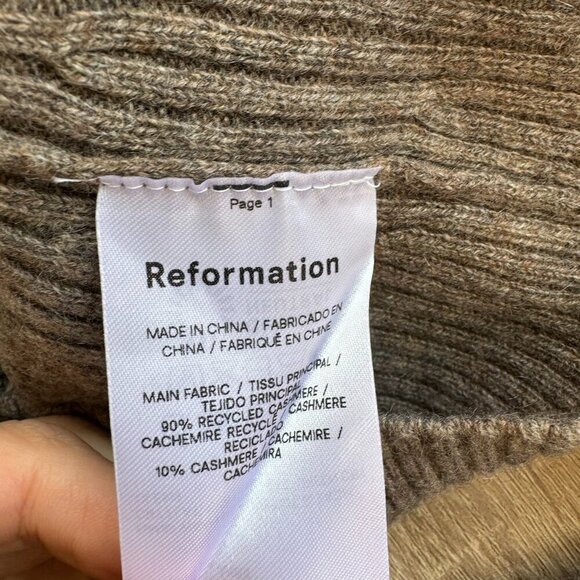 Page 1
Reformation
MADE IN CHINA / FABRICADO EN
CHINA / FABRIQUÉ EN CHINE
MAIN FABRIC / TISSU PRINCIPAL /
TEJIDO PRINCIPAL
90% RECYCLED CASHMERE /
CACHEMIRE RECYCLÉ / CASHMERE
RECICLADO
10% CASHMERE / CACHEMIRE /
CACHEMIRA